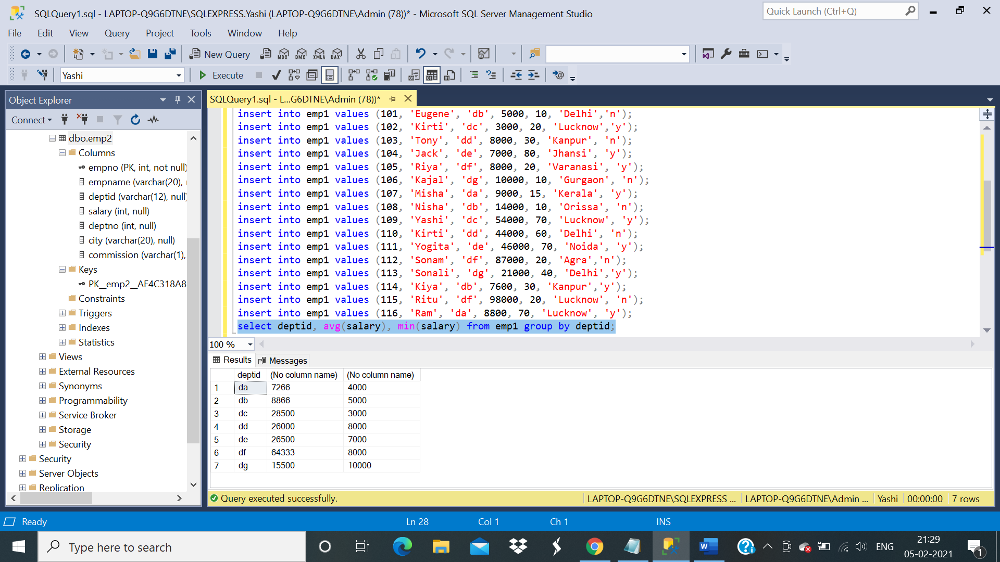 SQLQuery1.sql - LAPTOP-Q9G6DTNE\SQLEXPRESS.Yashi (LAPTOP-Q9G6DTNE\Admin (78))* - Microsoft SQL Server Management Studio
Quick Launch (Ctrl+Q)
File Edit View Query Project Tools Window Help
New Query MDX DMX XMLA DAX
Yashi Execute
Object Explorer
Connect
dbo.emp2
Columns
empno (PK, int, not null)
empname (varchar(20),
deptid (varchar(12), null)
salary (int, null)
deptno (int, null)
city (varchar(20), null)
commission (varchar(1),
Keys
PK__emp2__AF4C318A8
Constraints
Triggers
Indexes
Statistics
Views
External Resources
Synonyms
Programmability
Service Broker
Storage
Security
Security
Server Objects
Replication
SQLQuery1.sql - L...G6DTNE\Admin (78))*
insert into emp1 values (101, 'Eugene', 'db', 5000, 10, 'Delhi','n');
insert into emp1 values (102, 'Kirti', 'dc', 3000, 20, 'Lucknow','y');
insert into emp1 values (103, 'Tony', 'dd', 8000, 30, 'Kanpur', 'n');
insert into emp1 values (104, 'Jack', 'de', 7000, 80, 'Jhansi', 'y');
insert into emp1 values (105, 'Riya', 'df', 8000, 20, 'Varanasi', 'y');
insert into emp1 values (106, 'Kajal', 'dg', 10000, 10, 'Gurgaon', 'n');
insert into emp1 values (107, 'Misha', 'da', 9000, 15, 'Kerala', 'y');
insert into emp1 values (108, 'Nisha', 'db', 14000, 10, 'Orissa', 'n');
insert into emp1 values (109, 'Yashi', 'dc', 54000, 70, 'Lucknow', 'y');
insert into emp1 values (110, 'Kirti', 'dd', 44000, 60, 'Delhi', 'n');
insert into emp1 values (111, 'Yogita', 'de', 46000, 70, 'Noida', 'y');
insert into emp1 values (112, 'Sonam', 'df', 87000, 20, 'Agra','n');
insert into emp1 values (113, 'Sonali', 'dg', 21000, 40, 'Delhi','y');
insert into emp1 values (114, 'Kiya', 'db', 7600, 30, 'Kanpur','y');
insert into emp1 values (115, 'Ritu', 'df', 98000, 20, 'Lucknow', 'n');
insert into emp1 values (116, 'Ram', 'da', 8800, 70, 'Lucknow', 'y');
select deptid, avg(salary), min(salary) from emp1 group by deptid;
100 %
Results Messages
deptid (No column name) (No column name)
1 da 7266 4000
2 db 8866 5000
3 dc 28500 3000
4 dd 26000 8000
5 de 26500 7000
6 df 64333 8000
7 dg 15500 10000
Query executed successfully. LAPTOP-Q9G6DTNE\SQLEXPRESS ... LAPTOP-Q9G6DTNE\Admin ... Yashi 00:00:00 7 rows
Ready Ln 28 Col 1 Ch 1 INS
Type here to search
ENG
21:29
05-02-2021
1